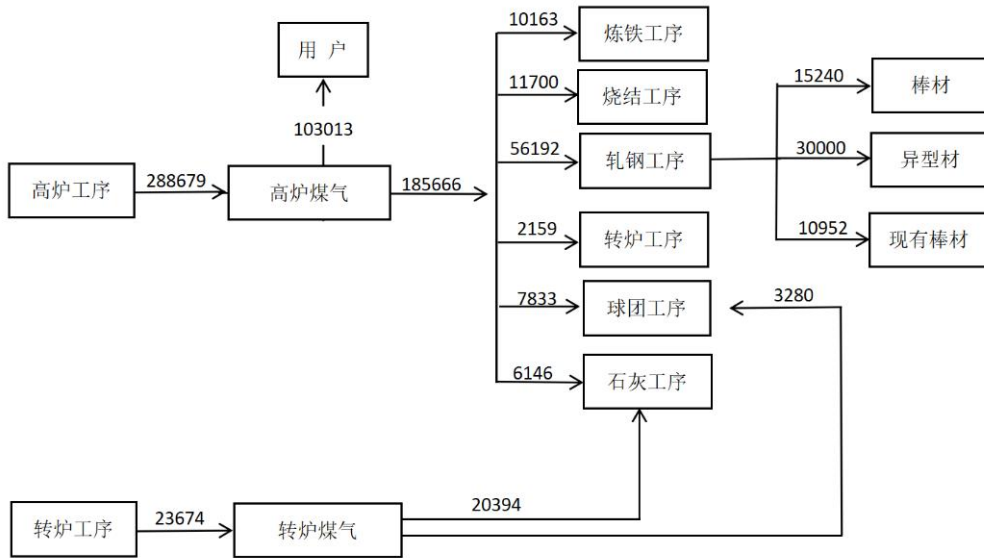 10163
炼铁工序
用 户
11700
烧结工序
15240
棒材
103013
56192
轧钢工序
30000
异型材
高炉工序
288679
高炉煤气
185666
2159
转炉工序
10952
现有棒材
7833
球团工序
3280
6146
石灰工序
转炉工序
23674
转炉煤气
20394